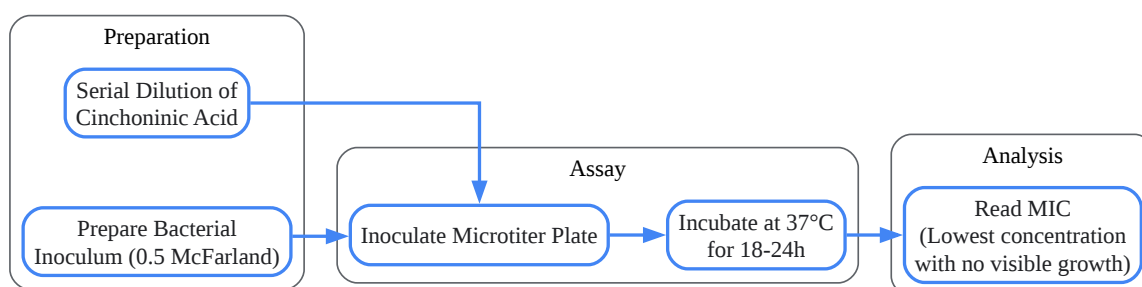 Preparation
Serial Dilution of
Cinchoninic Acid
Prepare Bacterial
Inoculum (0.5 McFarland)
Assay
Inoculate Microtiter Plate
Incubate at 37°C
for 18-24h
Analysis
Read MIC
(Lowest concentration
with no visible growth)